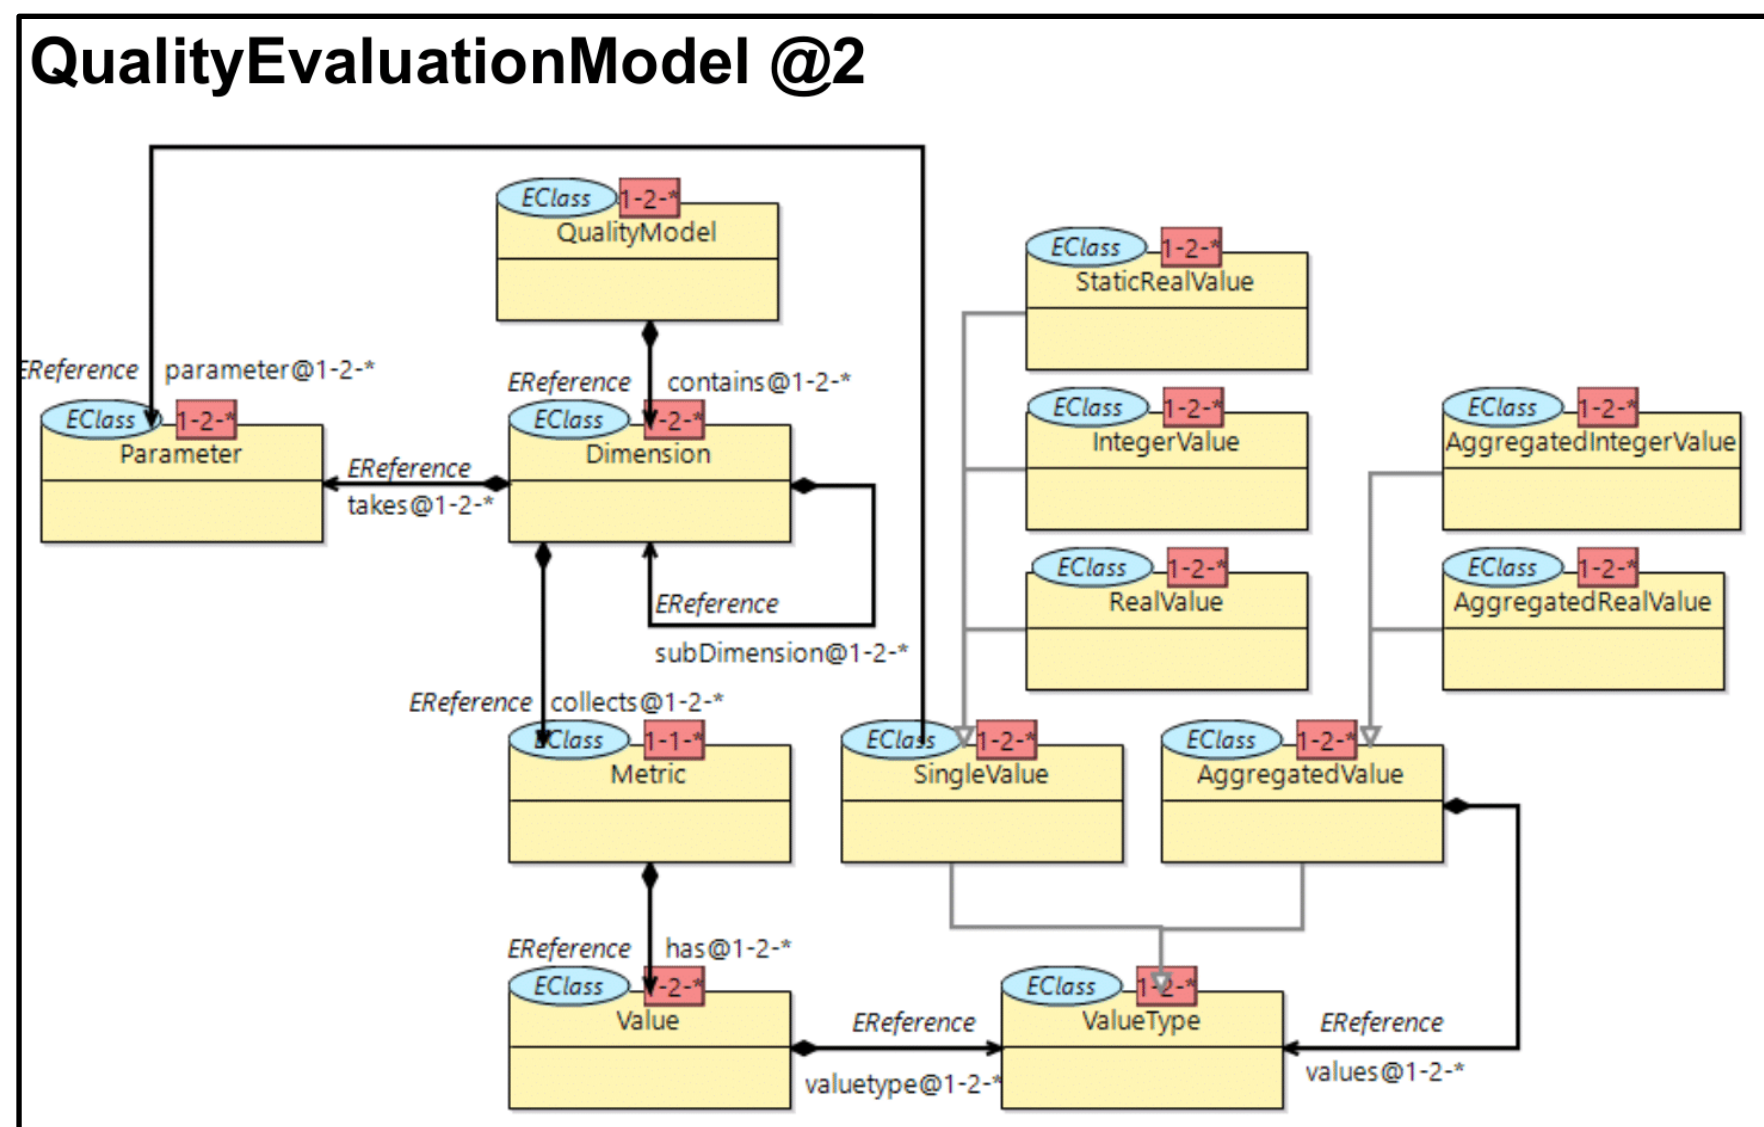 QualityEvaluationModel @2
EClass 1-2-*
QualityModel
EClass 1-2-*
StaticRealValue
EReference parameter@1-2-*
EReference contains@1-2-*
EClass 1-2-*
Parameter
EClass -2-*
Dimension
EClass 1-2-*
IntegerValue
EClass 1-2-*
AggregatedIntegerValue
EReference
takes@1-2-*
EReference
subDimension@1-2-*
EClass 1-2-*
RealValue
EClass 1-2-*
AggregatedRealValue
EReference collects@1-2-*
EClass 1-1-*
Metric
EClass 1-2-*
SingleValue
EClass 1-2-*
AggregatedValue
EReference has@1-2-*
EClass -2-*
Value
EReference
valuetype@1-2-*
EClass 1-2-*
ValueType
EReference
values@1-2-*